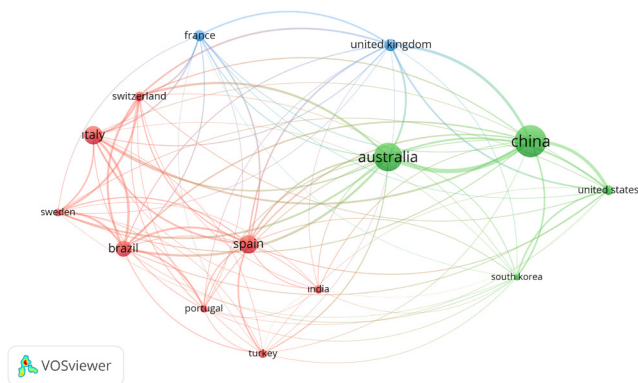 france
united kingdom
switzerland
italy
china
australia
united states
sweden
brazil
spain
south korea
india
portugal
turkey
VOSviewer